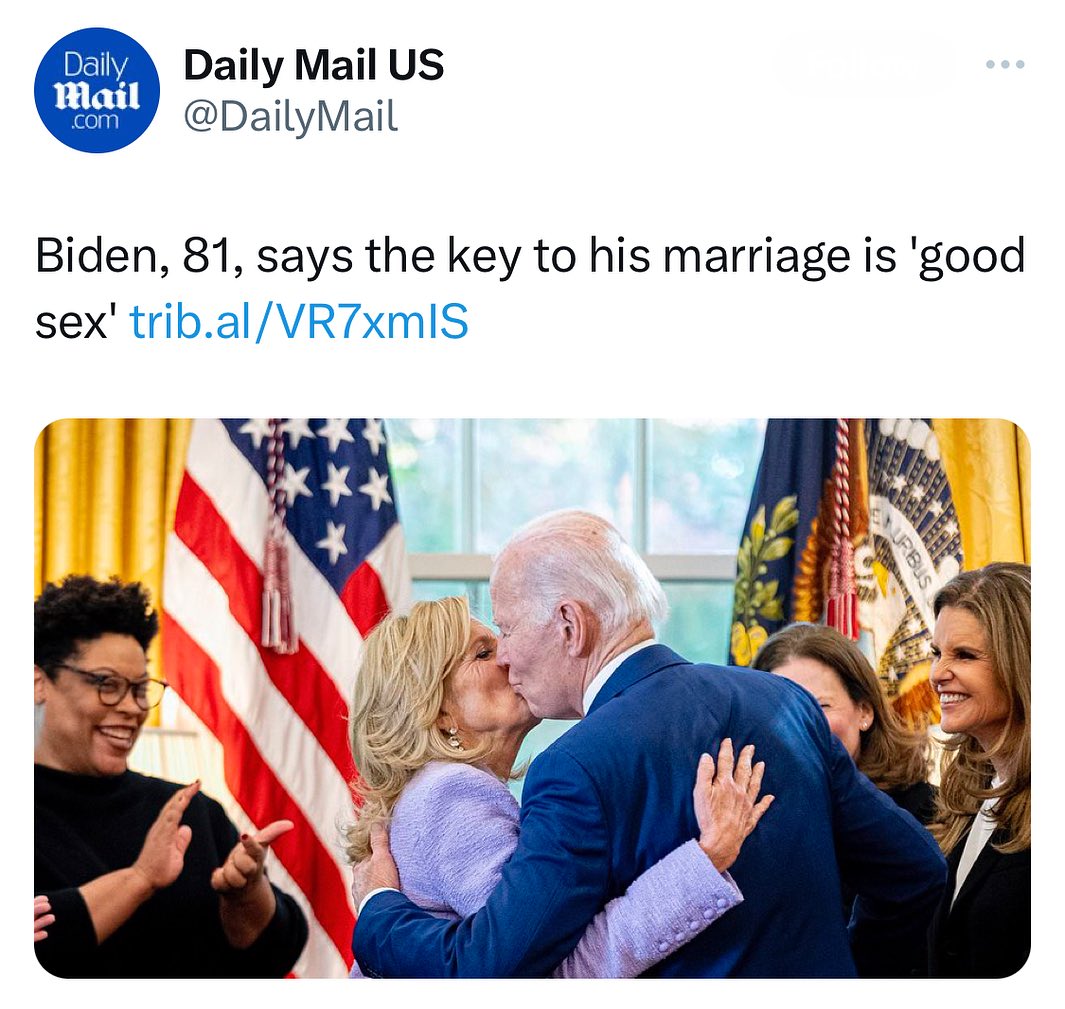 Daily
Mail
.com
Daily Mail US
@DailyMail
Biden, 81, says the key to his marriage is 'good
sex' trib.al/VR7xmIS
E PLURIBUS